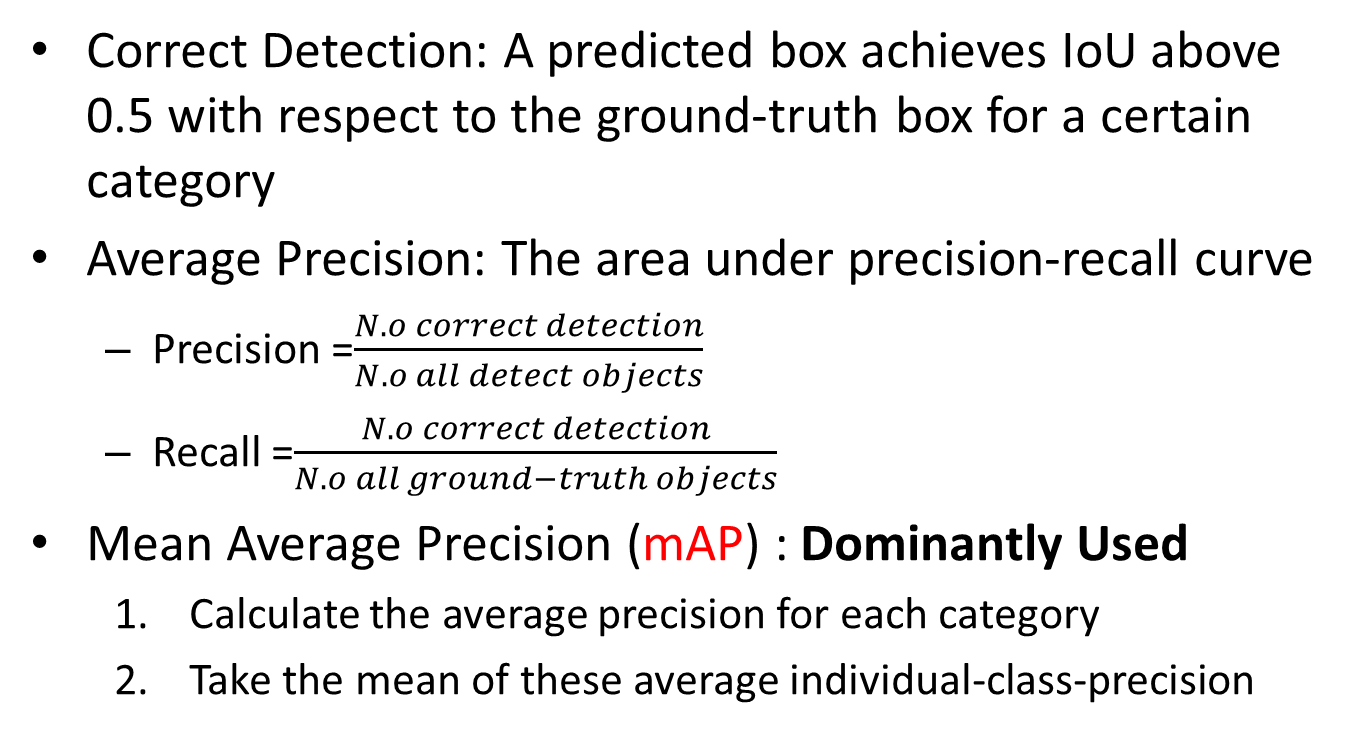 • Correct Detection: A predicted box achieves IoU above
0.5 with respect to the ground-truth box for a certain
category
• Average Precision: The area under precision-recall curve
– Precision = N.o correct detection / N.o all detect objects
– Recall = N.o correct detection / N.o all ground−truth objects
• Mean Average Precision (mAP) : Dominantly Used
1. Calculate the average precision for each category
2. Take the mean of these average individual-class-precision